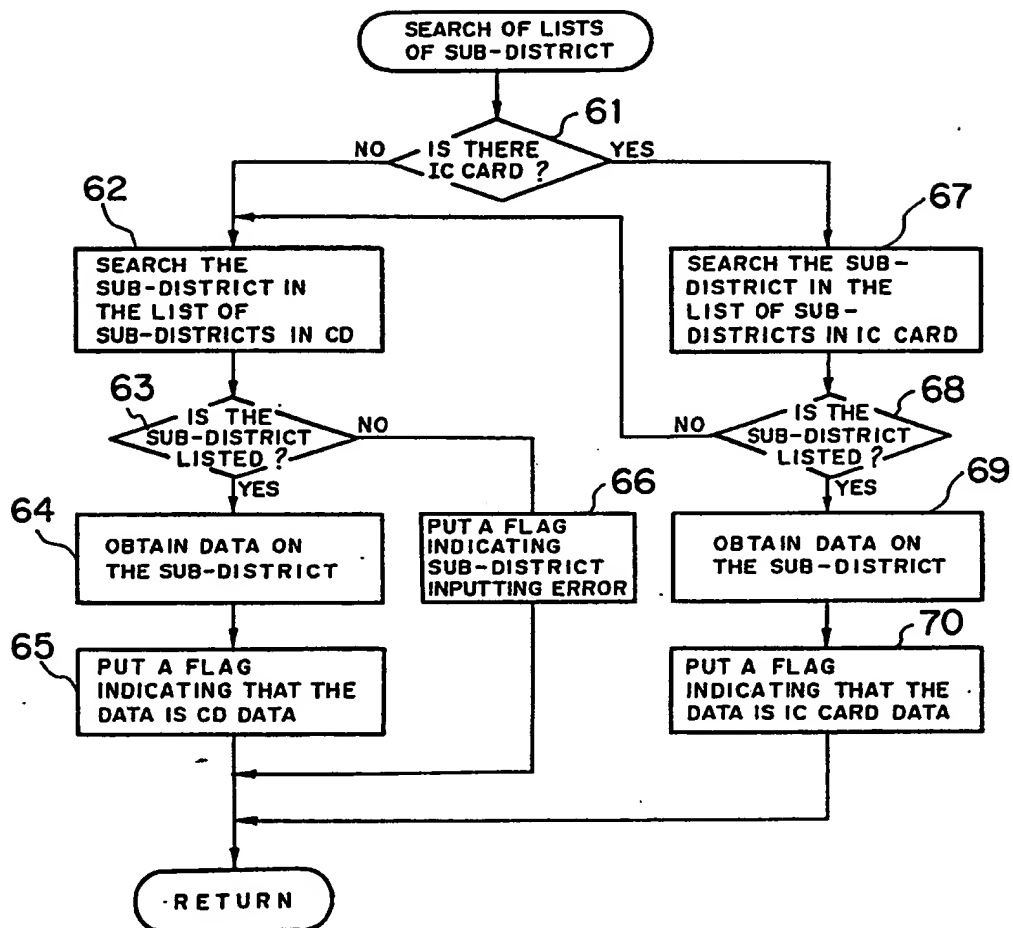 SEARCH OF LISTS
OF SUB-DISTRICT
61
NO
IS THERE
IC CARD ?
YES
62
SEARCH THE
SUB-DISTRICT IN
THE LIST OF
SUB-DISTRICTS IN CD
67
SEARCH THE SUB-
DISTRICT IN THE
LIST OF SUB-
DISTRICTS IN IC CARD
63
IS THE
SUB-DISTRICT
LISTED ?
NO
YES
68
NO
IS THE
SUB-DISTRICT
LISTED ?
YES
64
OBTAIN DATA ON
THE SUB-DISTRICT
66
PUT A FLAG
INDICATING
SUB-DISTRICT
INPUTTING ERROR
69
OBTAIN DATA ON
THE SUB-DISTRICT
65
PUT A FLAG
INDICATING THAT THE
DATA IS CD DATA
70
PUT A FLAG
INDICATING THAT THE
DATA IS IC CARD DATA
RETURN